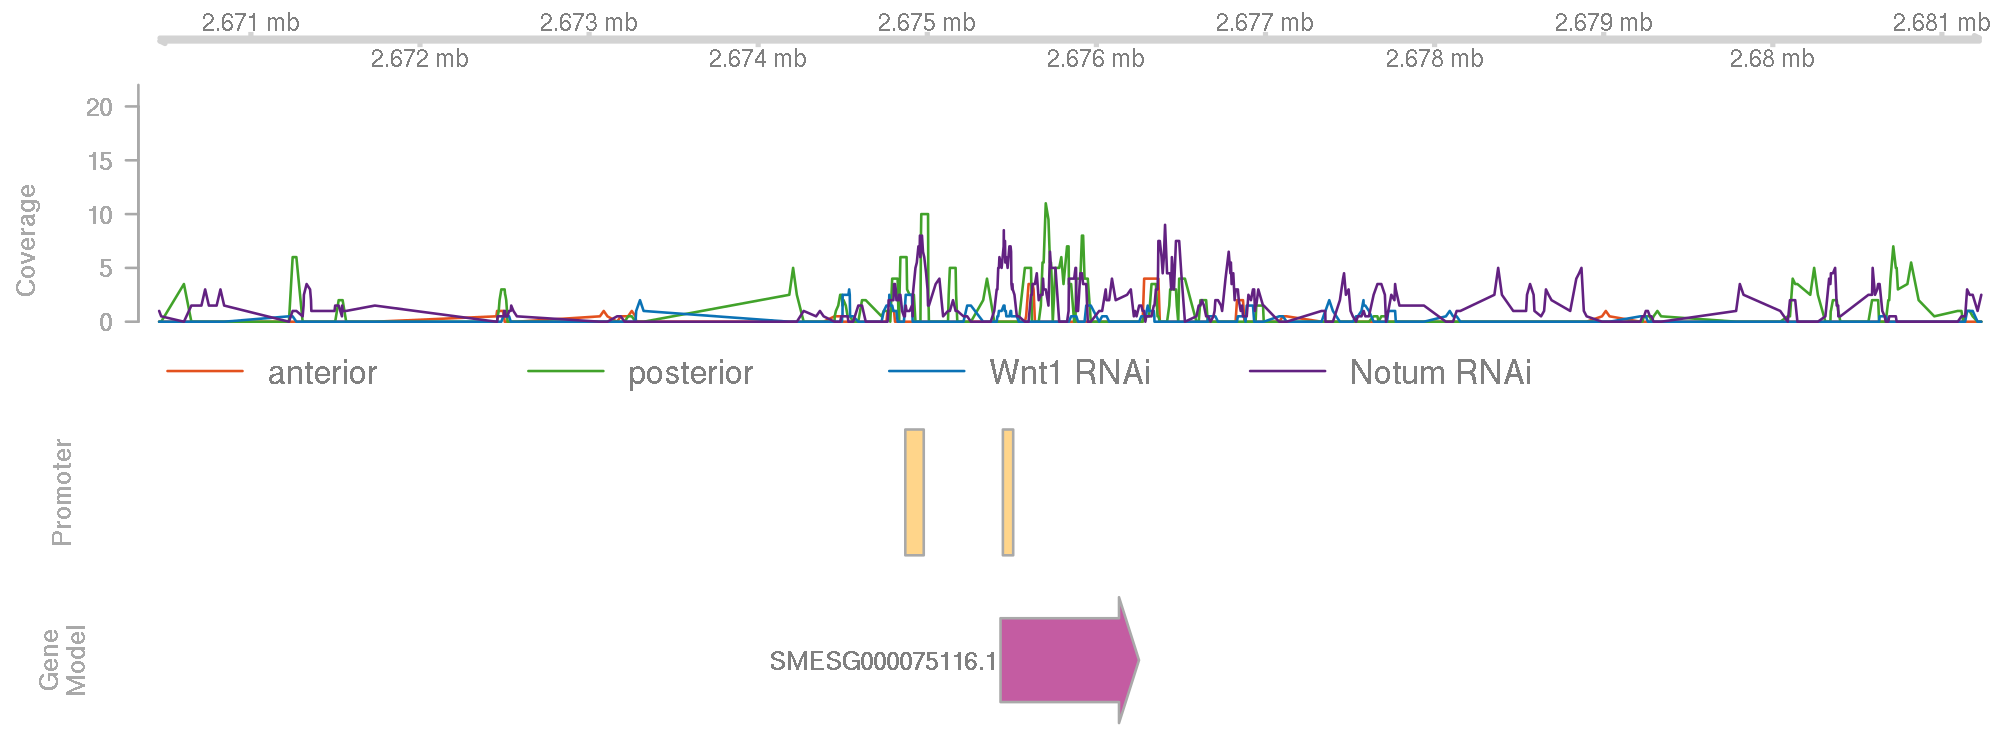 2.671 mb 2.673 mb 2.675 mb 2.677 mb 2.679 mb 2.681 mb
2.672 mb 2.674 mb 2.676 mb 2.678 mb 2.68 mb
Coverage
20
15
10
5
0
anterior posterior Wnt1 RNAi Notum RNAi
Promoter
Gene
Model
SMESG000075116.1